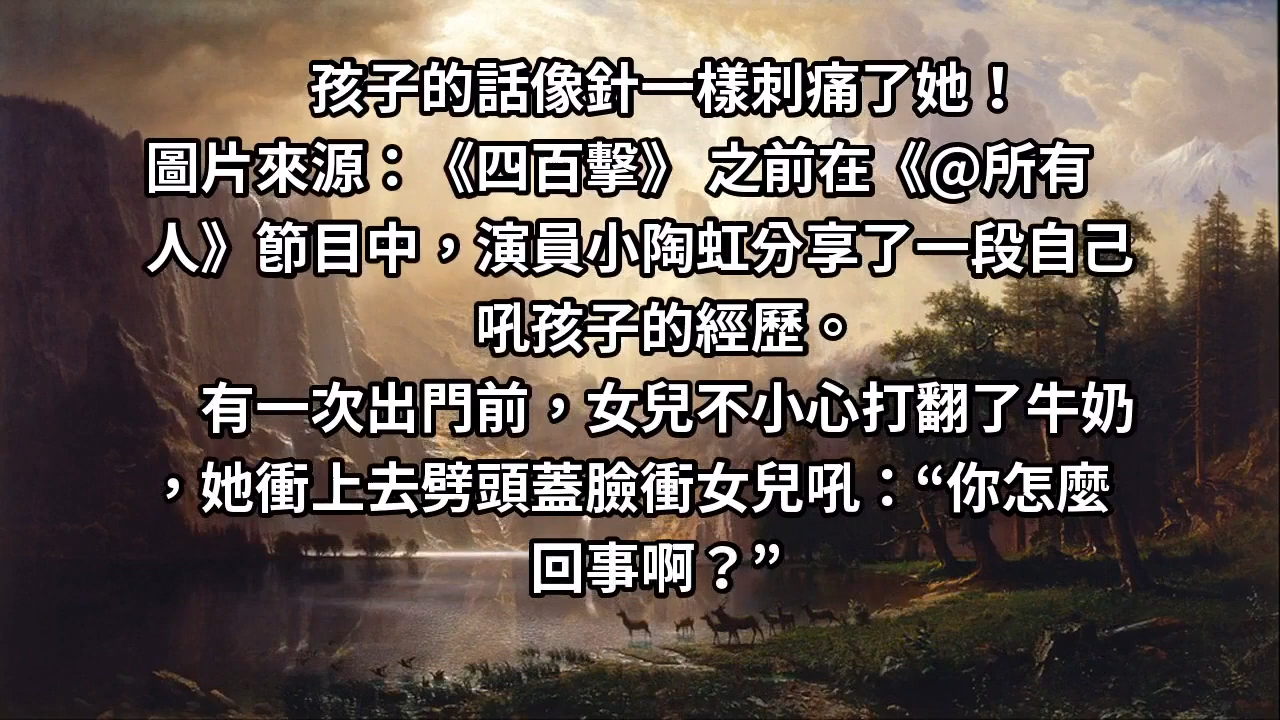 孩子的話像針一樣刺痛了她！
圖片來源：《四百擊》 之前在《@所有
人》節目中，演員小陶虹分享了一段自己
吼孩子的經歷。
有一次出門前，女兒不小心打翻了牛奶
，她衝上去劈頭蓋臉衝女兒吼：“你怎麼
回事啊？”